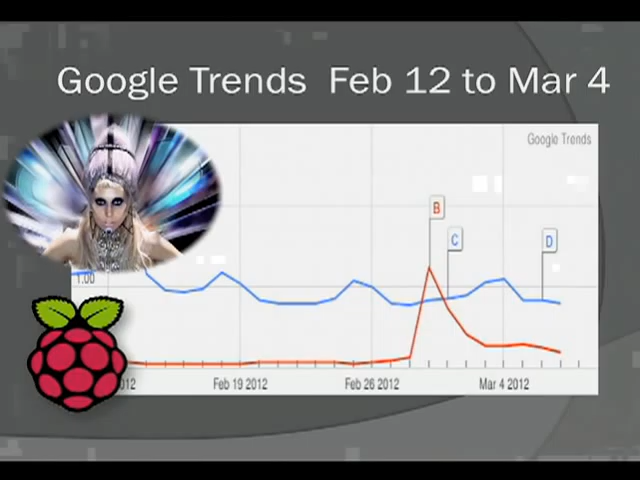 Google Trends Feb 12 to Mar 4
Google Trends
B
C
D
1.00
012
Feb 19 2012
Feb 26 2012
Mar 4 2012